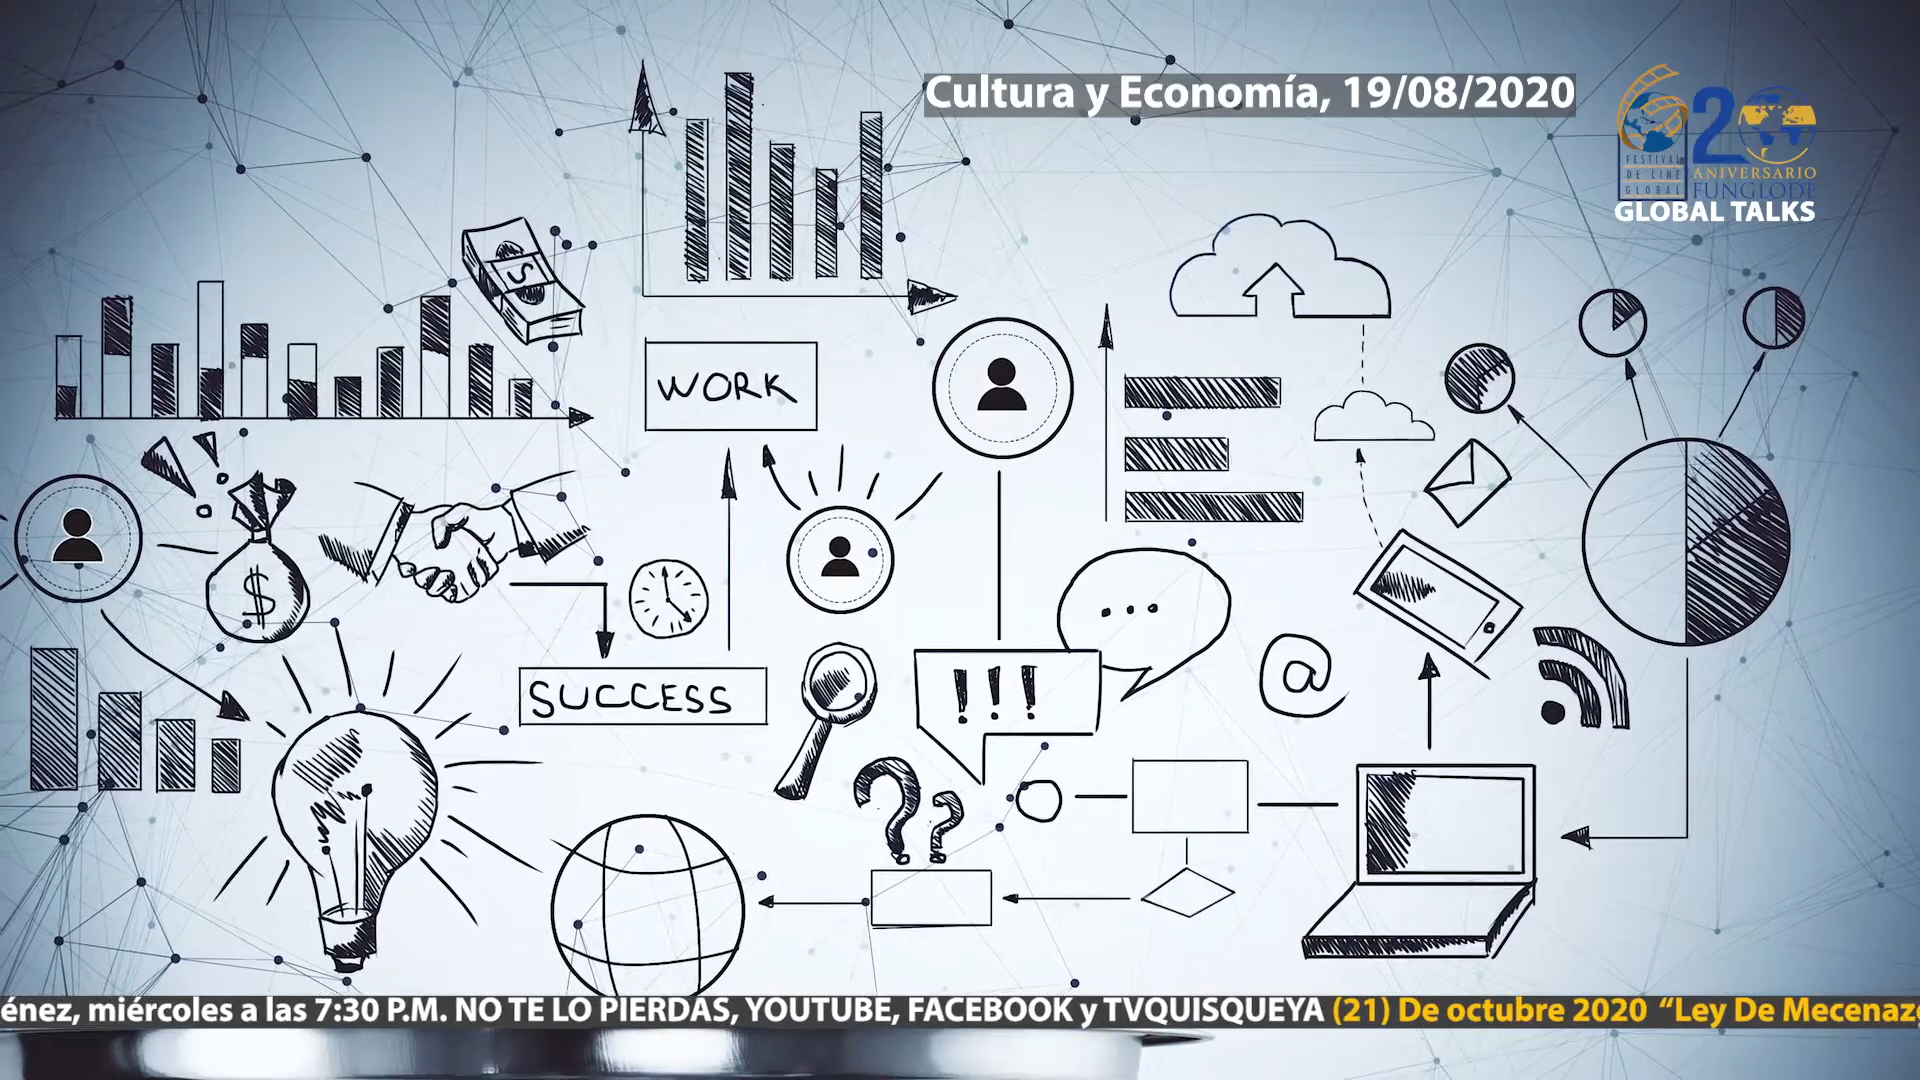 Cultura y Economía, 19/08/2020
20
FESTIVAL
DE CINE
GLOBAL
ANIVERSARIO
FUNGLODE
GLOBAL TALKS
$
WORK
$
...
SUCCESS
!!!
@
??
énez, miércoles a las 7:30 P.M. NO TE LO PIERDAS, YOUTUBE, FACEBOOK y TVQUISQUEYA (21) De octubre 2020 “Ley De Mecenazg